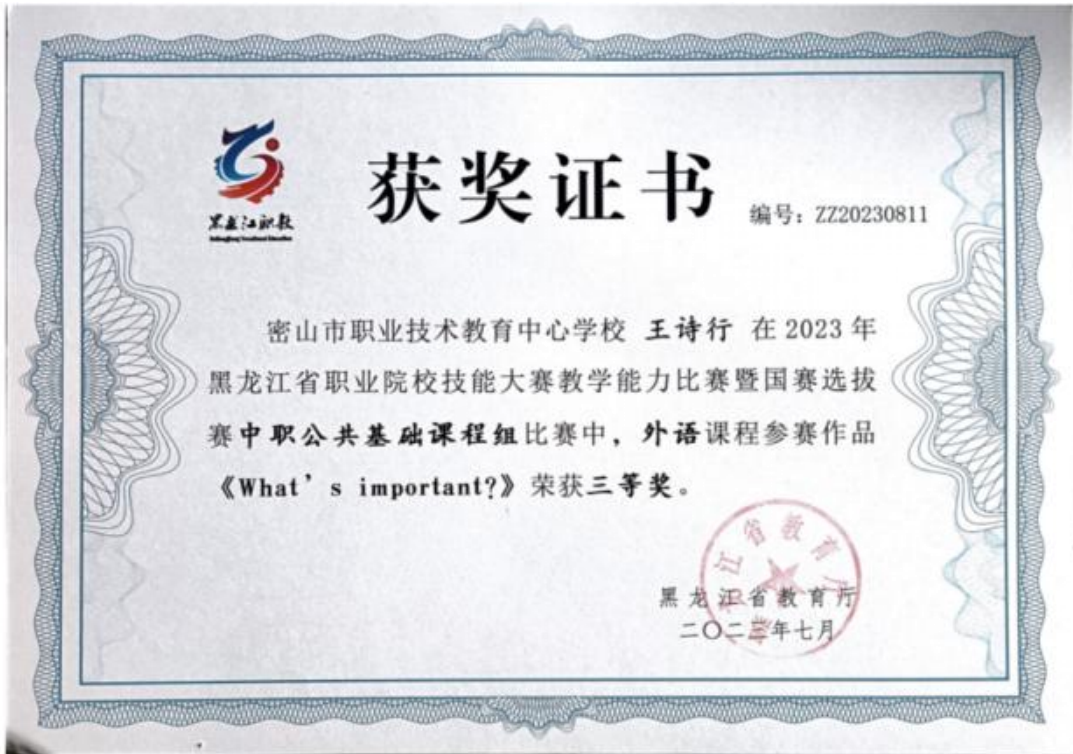 获奖证书
编号：ZZ20230811
黑龙江职教
密山市职业技术教育中心学校 王诗行 在 2023 年
黑龙江省职业院校技能大赛教学能力比赛暨国赛选拔
赛中职公共基础课程组比赛中，外语课程参赛作品
《What’s important?》荣获三等奖。
黑龙江省教育厅
二〇二三年七月